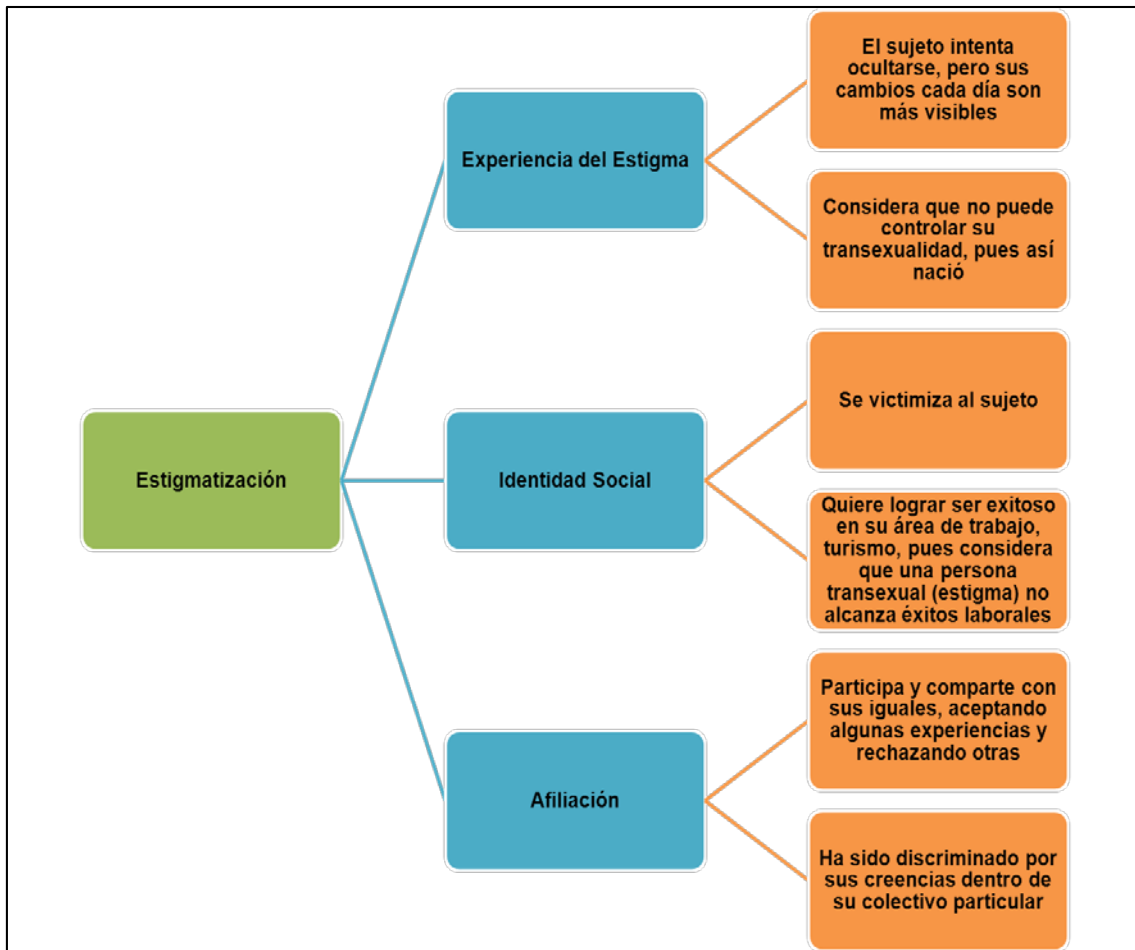 El sujeto intenta
ocultarse, pero sus
cambios cada día son
más visibles
Experiencia del Estigma
Considera que no puede
controlar su
transexualidad, pues así
nació
Estigmatización
Identidad Social
Se victimiza al sujeto
Quiere lograr ser exitoso
en su área de trabajo,
turismo, pues considera
que una persona
transexual (estigma) no
alcanza éxitos laborales
Afiliación
Participa y comparte con
sus iguales, aceptando
algunas experiencias y
rechazando otras
Ha sido discriminado por
sus creencias dentro de
su colectivo particular